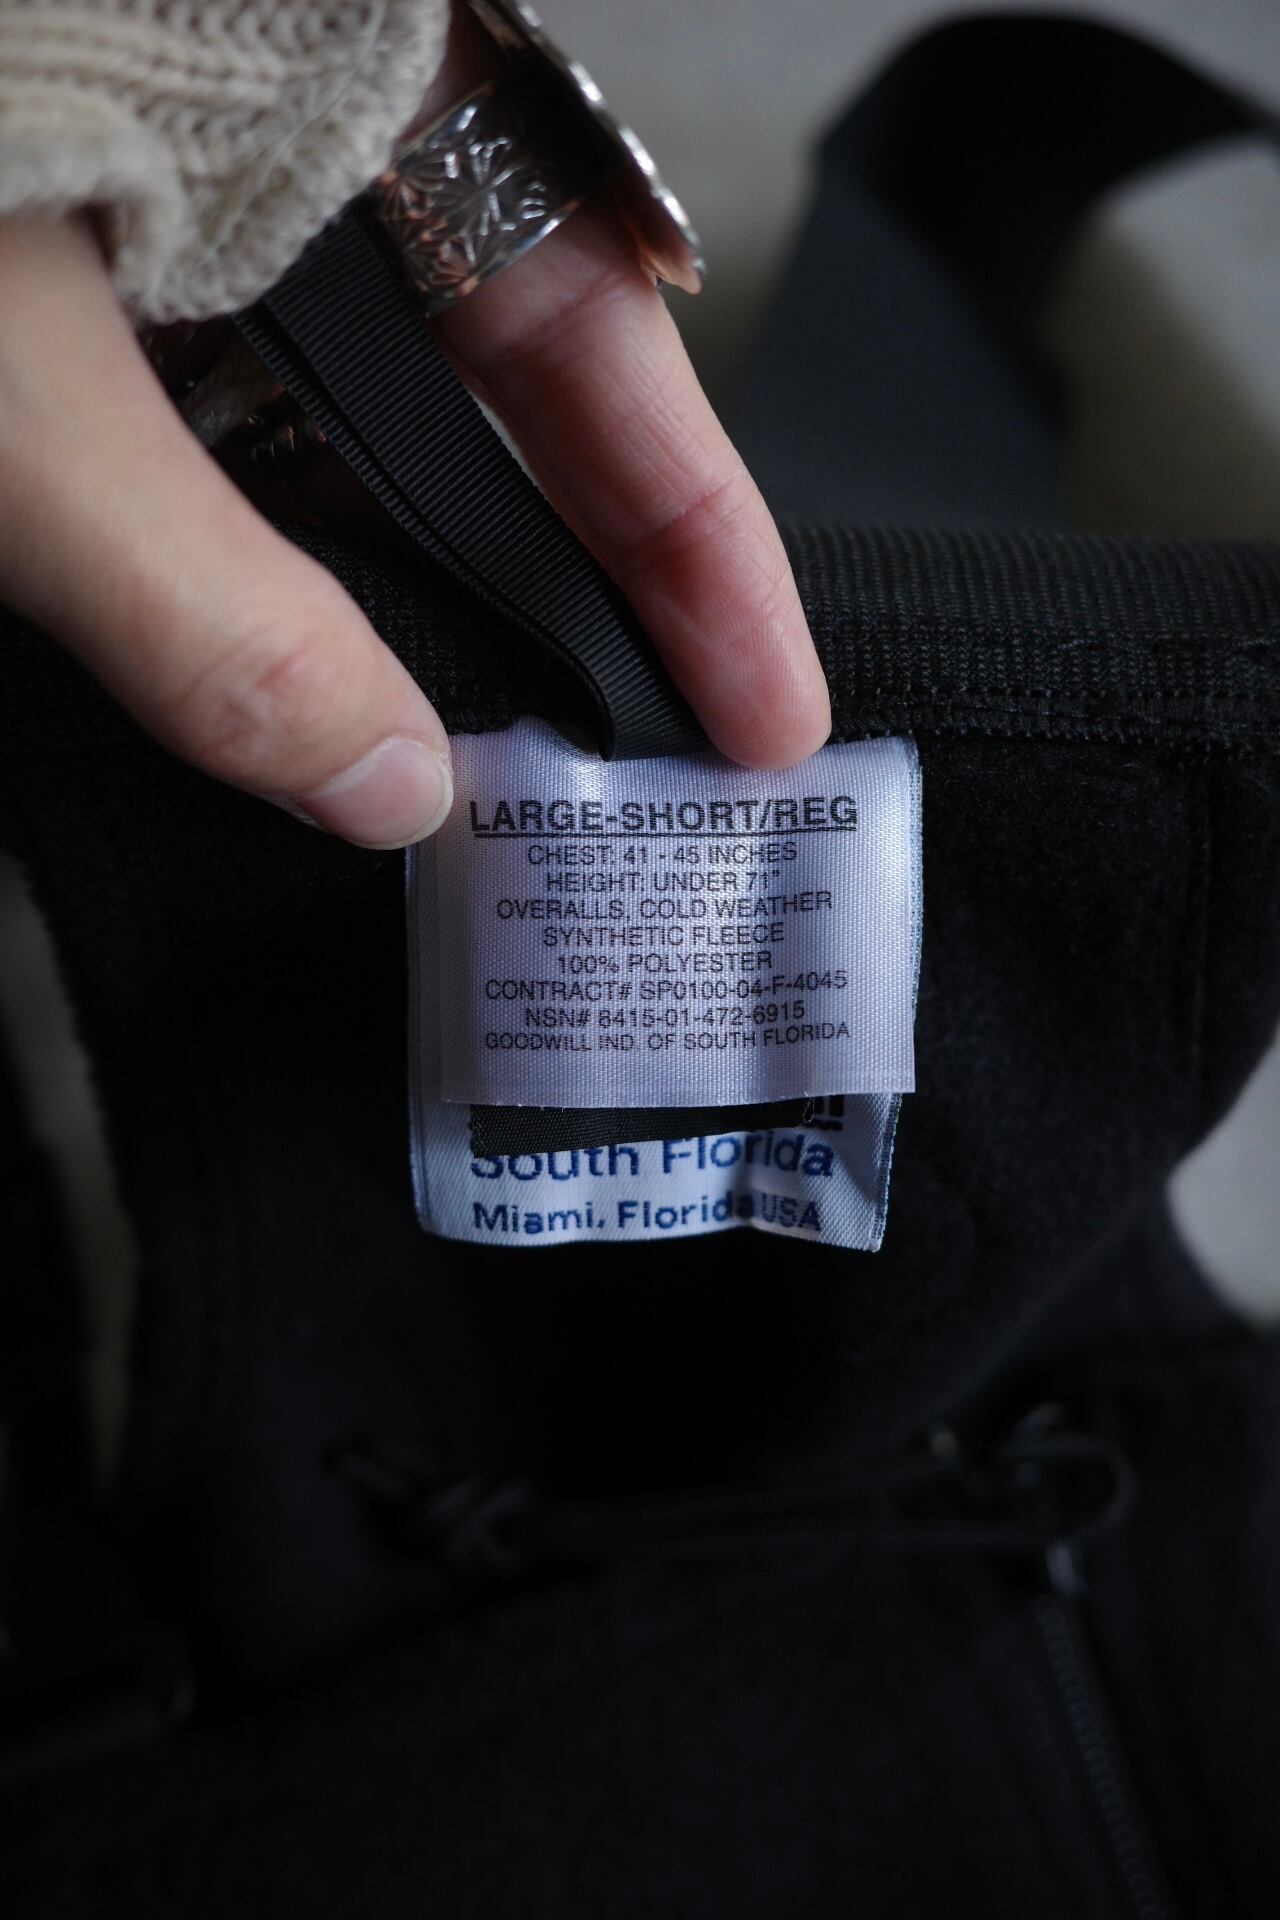 LARGE-SHORT/REG
CHEST: 41 - 45 INCHES
HEIGHT: UNDER 71"
OVERALLS, COLD WEATHER
SYNTHETIC FLEECE
100% POLYESTER
CONTRACT# SP0100-04-F-4045
NSN# 8415-01-472-6915
GOODWILL IND. OF SOUTH FLORIDA
South Florida
Miami, Florida USA